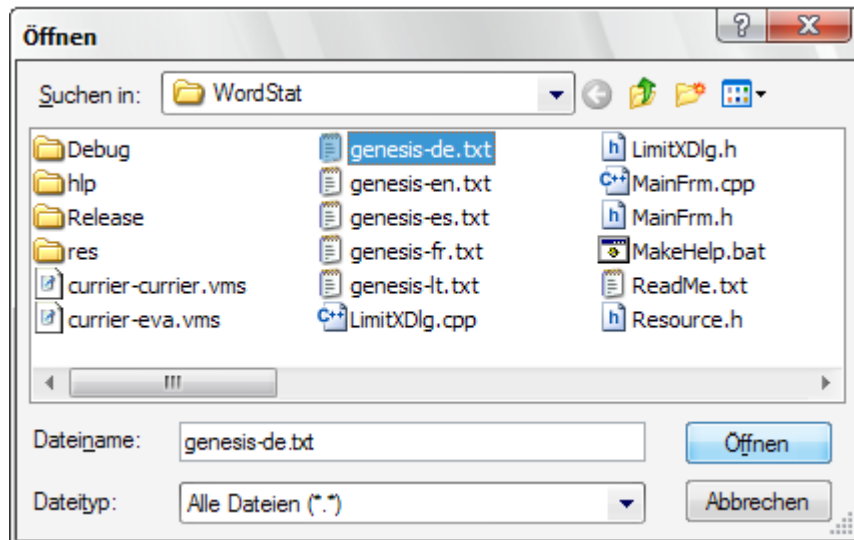 Öffnen
Suchen in: WordStat
Debug
hlp
Release
res
currier-currier.vms
currier-eva.vms
genesis-de.txt
genesis-en.txt
genesis-es.txt
genesis-fr.txt
genesis-lt.txt
LimitXDlg.cpp
LimitXDlg.h
MainFrm.cpp
MainFrm.h
MakeHelp.bat
ReadMe.txt
Resource.h
Dateiname: genesis-de.txt Öffnen
Dateityp: Alle Dateien (*.*) Abbrechen